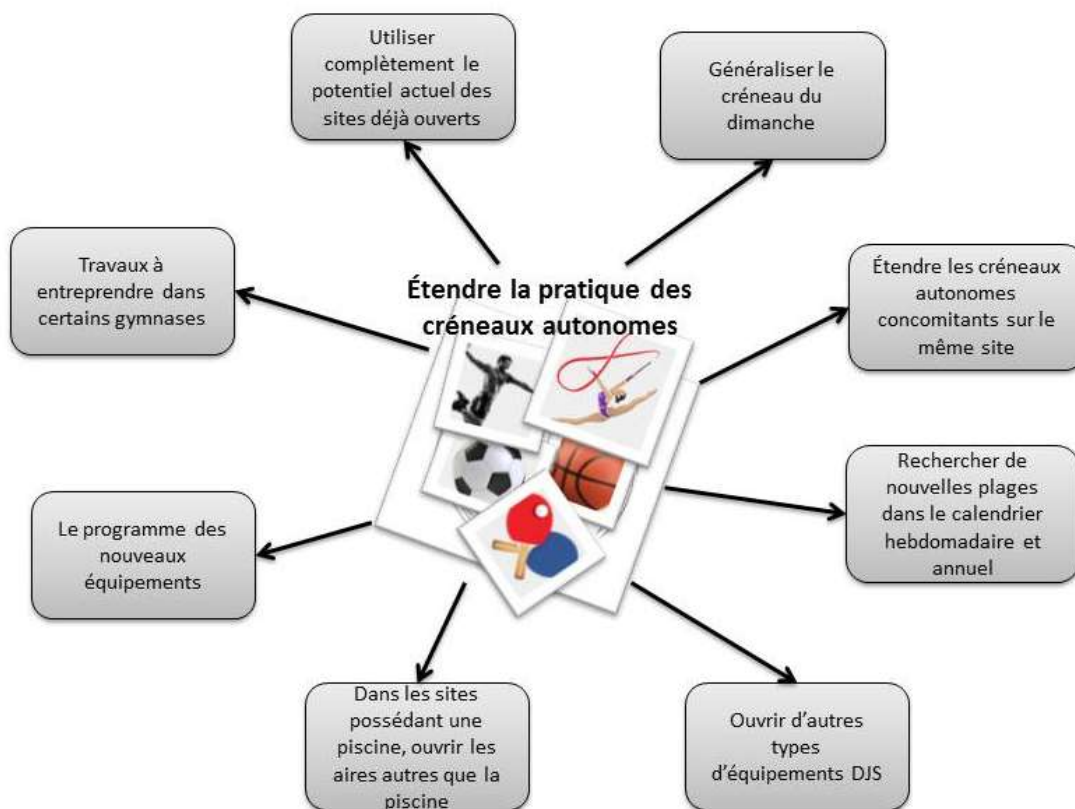 Utiliser
complètement le
potentiel actuel des
sites déjà ouverts
Généraliser le
créneau du
dimanche
Travaux à
entreprendre dans
certains gymnases
Étendre la pratique des
créneaux autonomes
Étendre les créneaux
autonomes
concomitants sur le
même site
Le programme des
nouveaux
équipements
Rechercher de
nouvelles plages
dans le calendrier
hebdomadaire et
annuel
Dans les sites
possédant une
piscine, ouvrir les
aires autres que la
piscine
Ouvrir d’autres
types
d’équipements DJS